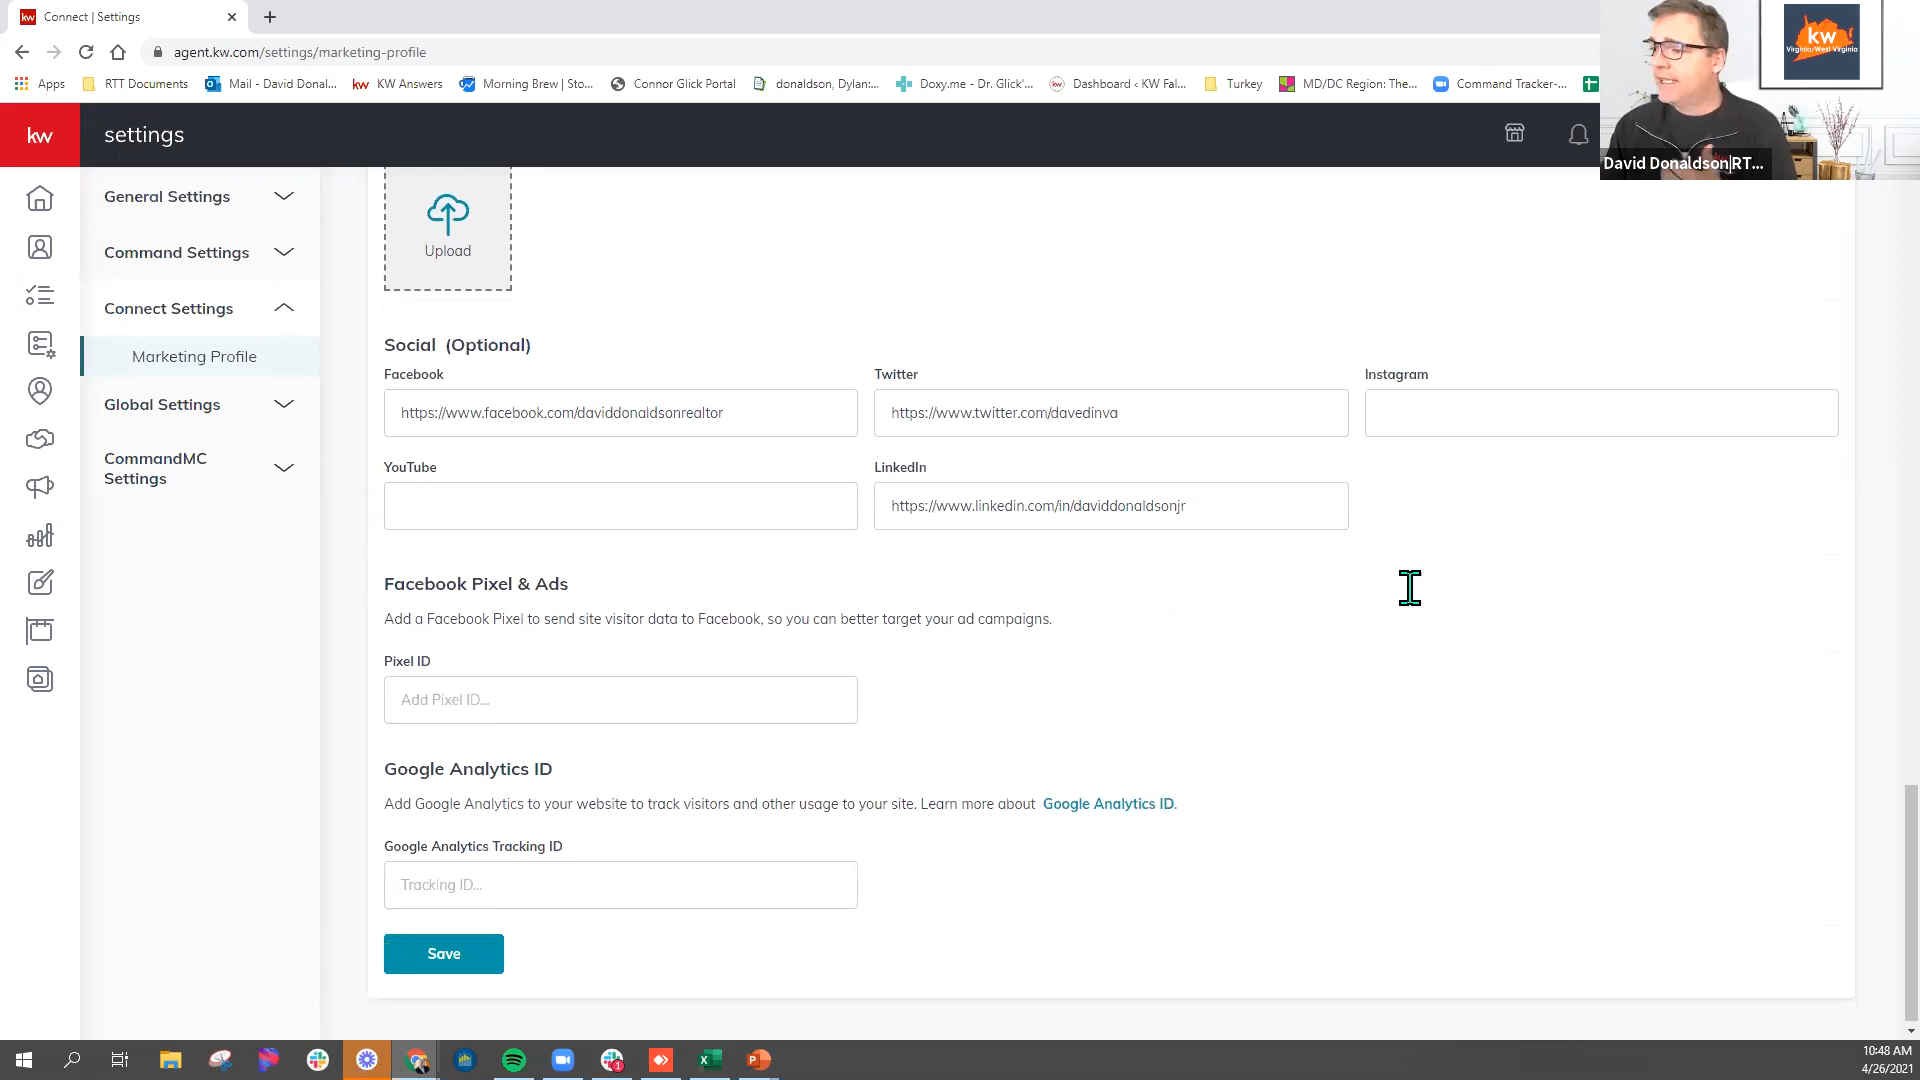 kw
Connect | Settings
agent.kw.com/settings/marketing-profile
Apps
RTT Documents
Mail - David Donal...
kw
KW Answers
Morning Brew | Sto...
Connor Glick Portal
donaldson, Dylan:...
Doxy.me - Dr. Glick'...
kw
Dashboard ‹ KW Fal...
Turkey
MD/DC Region: The...
Command Tracker-...
kw
Virginia/West Virginia
David Donaldson|RT...
kw
settings
General Settings
Command Settings
Connect Settings
Marketing Profile
Global Settings
CommandMC
Settings
Upload
Social (Optional)
Facebook
Twitter
Instagram
https://www.facebook.com/daviddonaldsonrealtor
https://www.twitter.com/davedinva
YouTube
LinkedIn
https://www.linkedin.com/in/daviddonaldsonjr
Facebook Pixel & Ads
Add a Facebook Pixel to send site visitor data to Facebook, so you can better target your ad campaigns.
Pixel ID
Add Pixel ID...
Google Analytics ID
Add Google Analytics to your website to track visitors and other usage to your site. Learn more about Google Analytics ID.
Google Analytics Tracking ID
Tracking ID...
Save
10:48 AM
4/26/2021